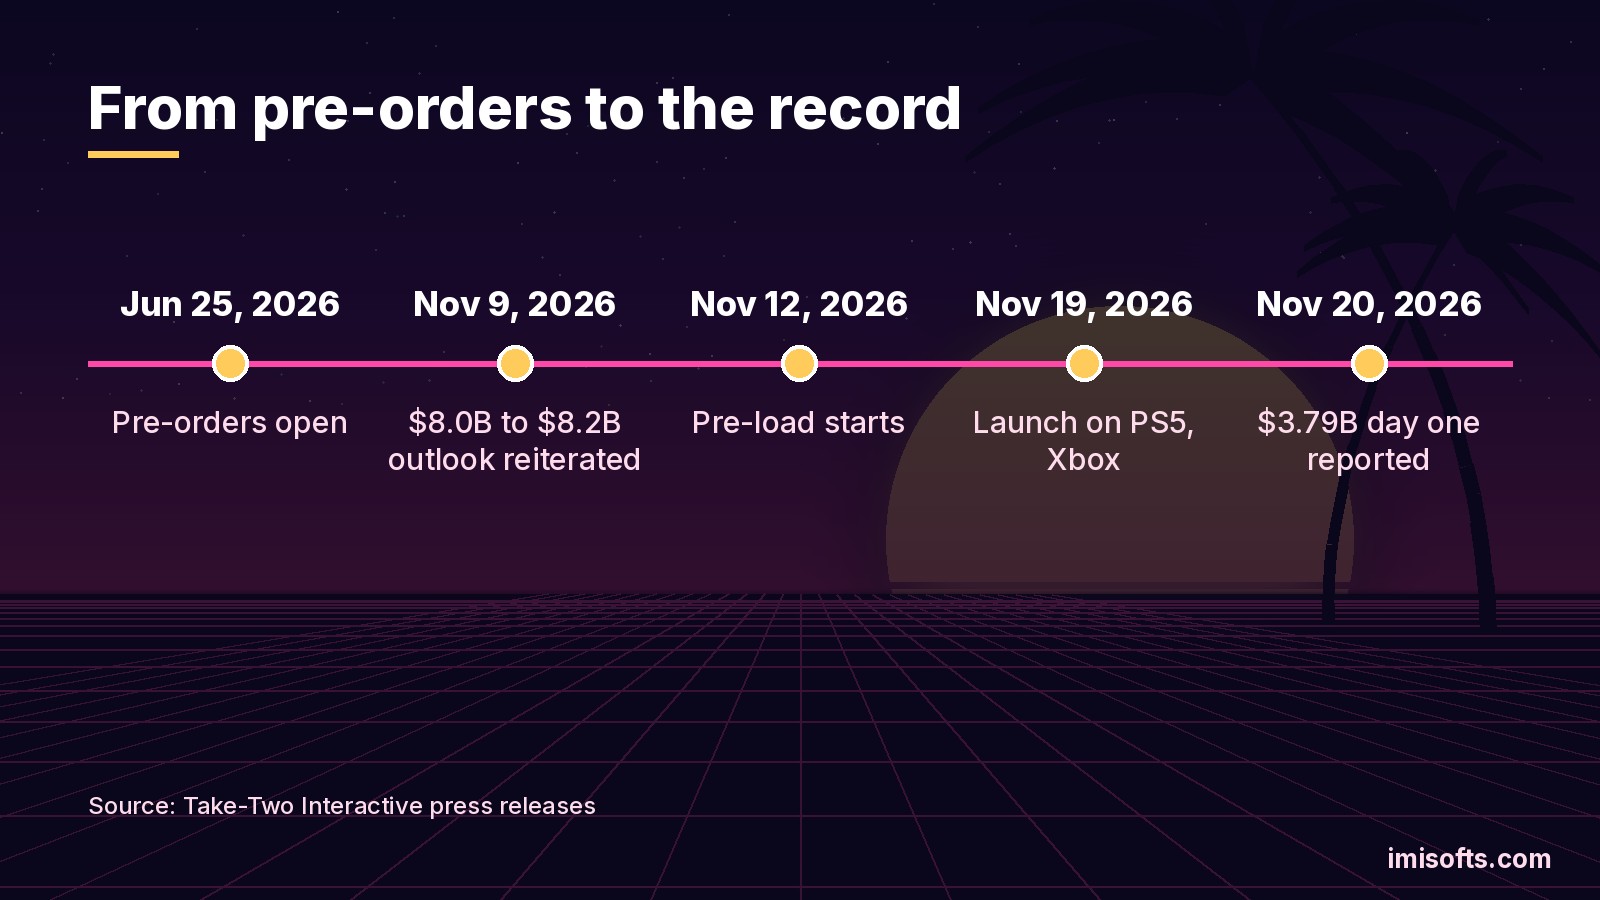 From pre-orders to the record
Jun 25, 2026
Nov 9, 2026
Nov 12, 2026
Nov 19, 2026
Nov 20, 2026
Pre-orders open
$8.0B to $8.2B
outlook reiterated
Pre-load starts
Launch on PS5,
Xbox
$3.79B day one
reported
Source: Take-Two Interactive press releases
imisofts.com